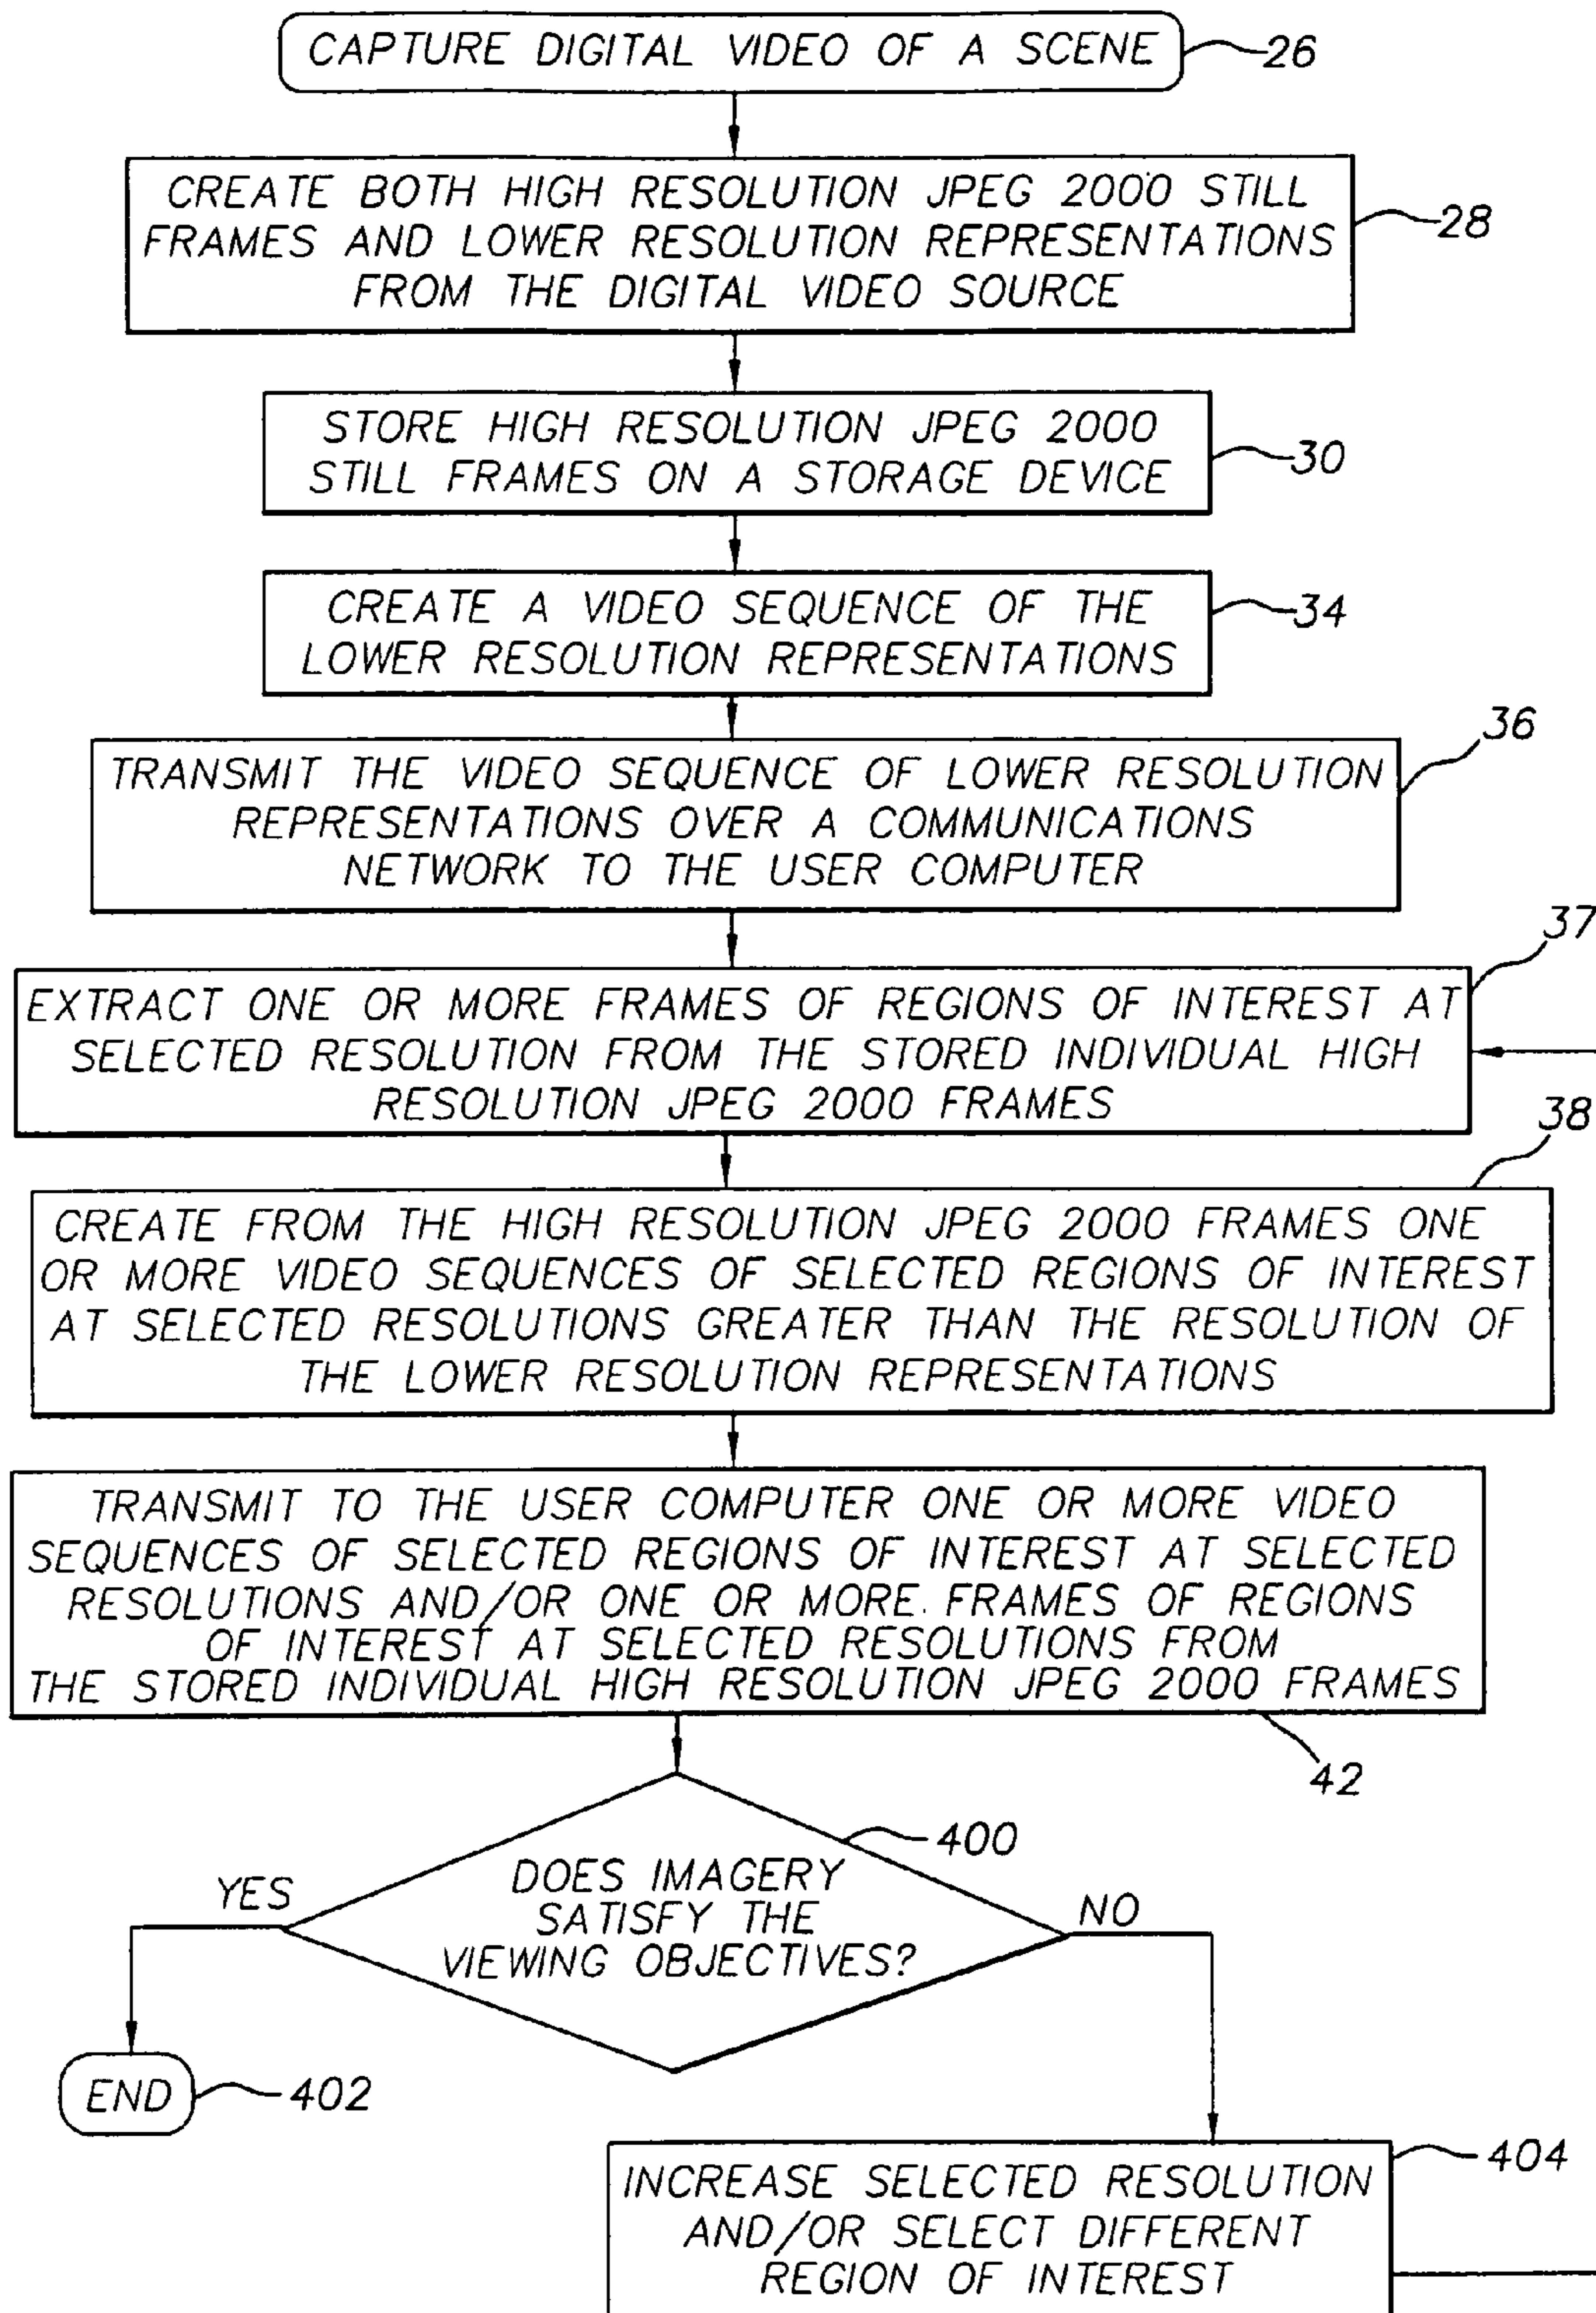 CAPTURE DIGITAL VIDEO OF A SCENE
26
CREATE BOTH HIGH RESOLUTION JPEG 2000 STILL
FRAMES AND LOWER RESOLUTION REPRESENTATIONS
FROM THE DIGITAL VIDEO SOURCE
28
STORE HIGH RESOLUTION JPEG 2000
STILL FRAMES ON A STORAGE DEVICE
30
CREATE A VIDEO SEQUENCE OF THE
LOWER RESOLUTION REPRESENTATIONS
34
36
TRANSMIT THE VIDEO SEQUENCE OF LOWER RESOLUTION
REPRESENTATIONS OVER A COMMUNICATIONS
NETWORK TO THE USER COMPUTER
37
EXTRACT ONE OR MORE FRAMES OF REGIONS OF INTEREST AT
SELECTED RESOLUTION FROM THE STORED INDIVIDUAL HIGH
RESOLUTION JPEG 2000 FRAMES
38
CREATE FROM THE HIGH RESOLUTION JPEG 2000 FRAMES ONE
OR MORE VIDEO SEQUENCES OF SELECTED REGIONS OF INTEREST
AT SELECTED RESOLUTIONS GREATER THAN THE RESOLUTION OF
THE LOWER RESOLUTION REPRESENTATIONS
TRANSMIT TO THE USER COMPUTER ONE OR MORE VIDEO
SEQUENCES OF SELECTED REGIONS OF INTEREST AT SELECTED
RESOLUTIONS AND/OR ONE OR MORE. FRAMES OF REGIONS
OF INTEREST AT SELECTED RESOLUTIONS FROM
THE STORED INDIVIDUAL HIGH RESOLUTION JPEG 2000 FRAMES
42
400
DOES IMAGERY
SATISFY THE
VIEWING OBJECTIVES?
YES
NO
END
402
404
INCREASE SELECTED RESOLUTION
AND/OR SELECT DIFFERENT
REGION OF INTEREST